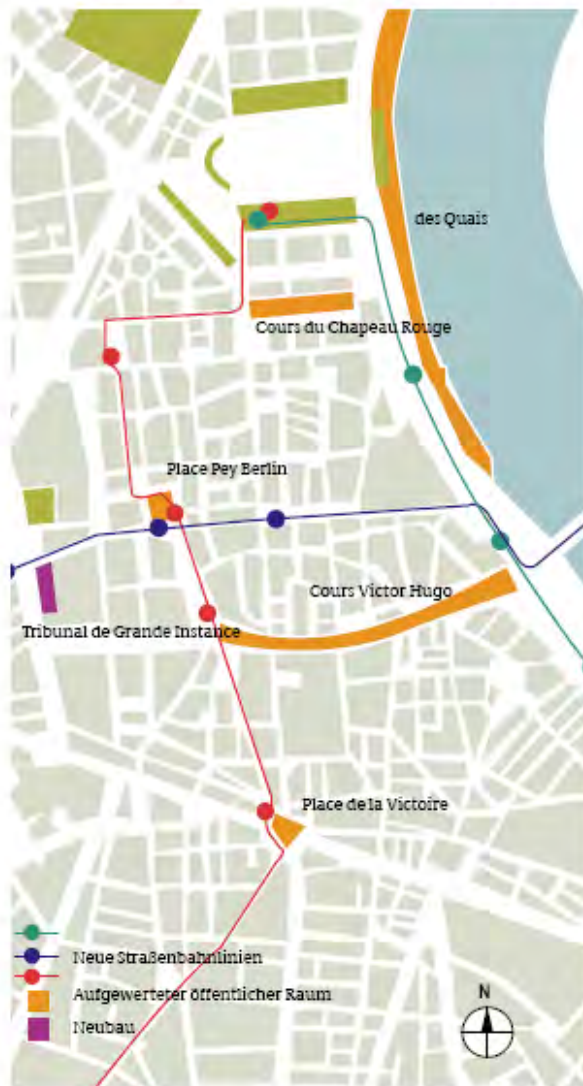 des Quais
Cours du Chapeau Rouge
Place Pey Berlin
Cours Victor Hugo
Tribunal de Grande Instance
Place de la Victoire
Neue Straßenbahnlinien
Aufgewerteter öffentlicher Raum
Neubau
N